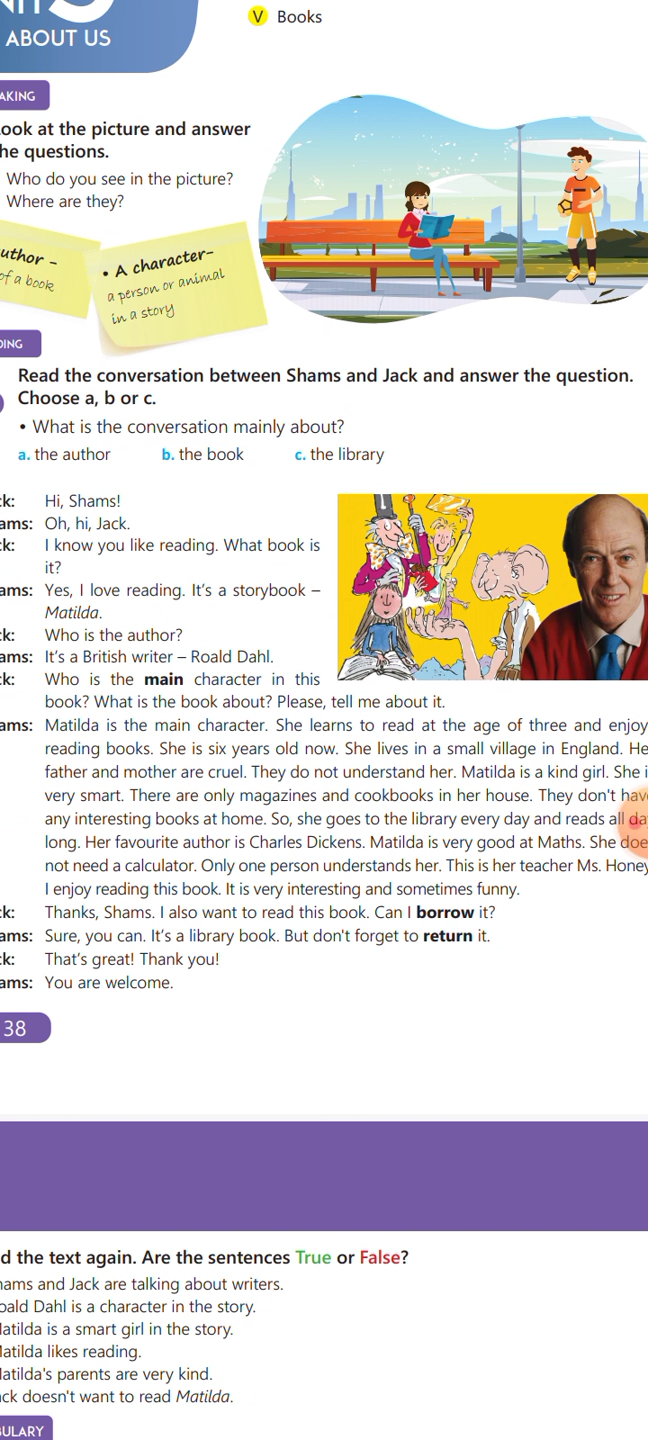 ABOUT US
V Books
AKING
ook at the picture and answer
he questions.
Who do you see in the picture?
Where are they?
uthor –
of a book
• A character–
a person or animal
in a story
DING
Read the conversation between Shams and Jack and answer the question.
Choose a, b or c.
• What is the conversation mainly about?
a. the author b. the book c. the library
ck: Hi, Shams!
ams: Oh, hi, Jack.
ck: I know you like reading. What book is
it?
ams: Yes, I love reading. It's a storybook –
Matilda.
ck: Who is the author?
ams: It's a British writer – Roald Dahl.
ck: Who is the main character in this
book? What is the book about? Please, tell me about it.
ams: Matilda is the main character. She learns to read at the age of three and enjoy
reading books. She is six years old now. She lives in a small village in England. He
father and mother are cruel. They do not understand her. Matilda is a kind girl. She i
very smart. There are only magazines and cookbooks in her house. They don't have
any interesting books at home. So, she goes to the library every day and reads all da
long. Her favourite author is Charles Dickens. Matilda is very good at Maths. She doe
not need a calculator. Only one person understands her. This is her teacher Ms. Honey
I enjoy reading this book. It is very interesting and sometimes funny.
ck: Thanks, Shams. I also want to read this book. Can I borrow it?
ams: Sure, you can. It's a library book. But don't forget to return it.
ck: That's great! Thank you!
ams: You are welcome.
38
d the text again. Are the sentences True or False?
hams and Jack are talking about writers.
oald Dahl is a character in the story.
Matilda is a smart girl in the story.
Matilda likes reading.
Matilda's parents are very kind.
ack doesn't want to read Matilda.
BULARY